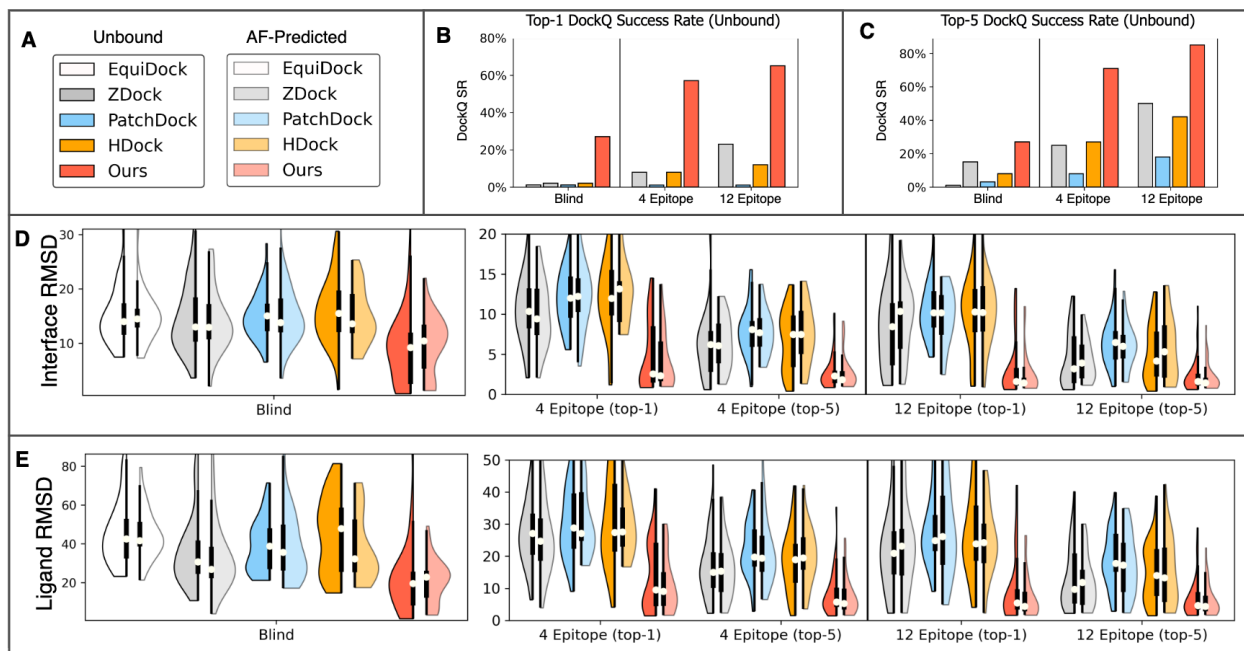 A
Unbound
AF-Predicted
EquiDock
ZDock
PatchDock
HDock
Ours
EquiDock
ZDock
PatchDock
HDock
Ours
B
Top-1 DockQ Success Rate (Unbound)
DockQ SR
80%
60%
40%
20%
0%
Blind
4 Epitope
12 Epitope
C
Top-5 DockQ Success Rate (Unbound)
DockQ SR
80%
60%
40%
20%
0%
Blind
4 Epitope
12 Epitope
D
Interface RMSD
30
20
10
Blind
20
15
10
5
0
4 Epitope (top-1)
4 Epitope (top-5)
12 Epitope (top-1)
12 Epitope (top-5)
E
Ligand RMSD
80
60
40
20
Blind
50
40
30
20
10
0
4 Epitope (top-1)
4 Epitope (top-5)
12 Epitope (top-1)
12 Epitope (top-5)